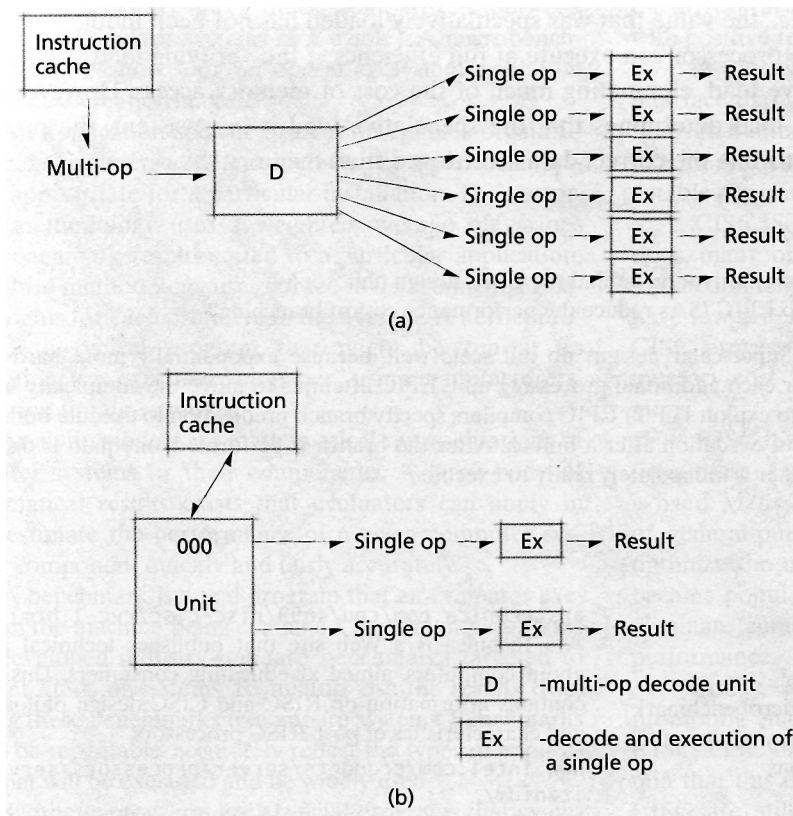 Instruction
cache
Multi-op
D
Single op Ex Result
Single op Ex Result
Single op Ex Result
Single op Ex Result
Single op Ex Result
Single op Ex Result
(a)
Instruction
cache
000
Unit
Single op Ex Result
Single op Ex Result
D -multi-op decode unit
Ex -decode and execution of
a single op
(b)